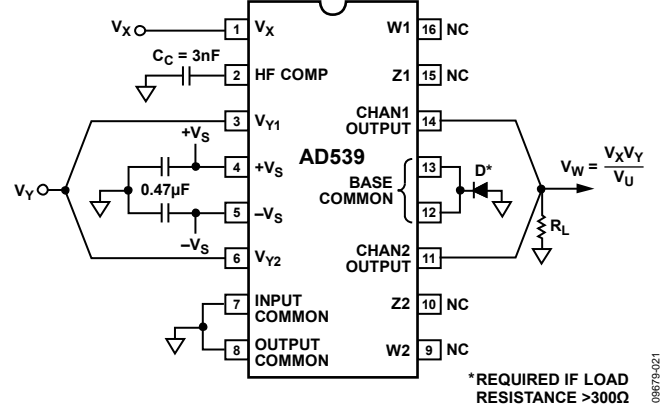 VX
1
VX
W1
16
NC
CC = 3nF
2
HF COMP
Z1
15
NC
3
VY1
CHAN1
OUTPUT
14
+VS
4
+VS
AD539
BASE
COMMON
13
12
D*
VW = VXVY
VU
VY
0.47µF
5
–VS
–VS
RL
6
VY2
CHAN2
OUTPUT
11
7
INPUT
COMMON
Z2
10
NC
8
OUTPUT
COMMON
W2
9
NC
*REQUIRED IF LOAD
RESISTANCE >300Ω
09679-021